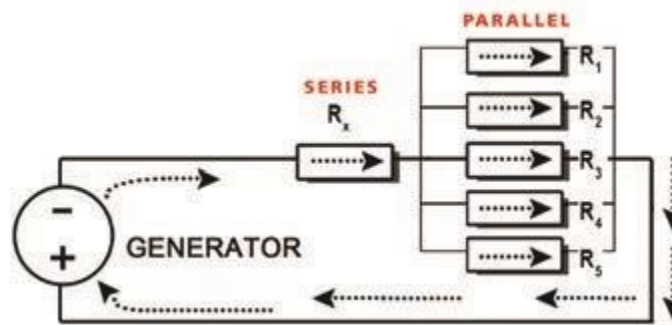 PARALLEL
R1
SERIES
Rx
R2
R3
R4
R5
−
+
GENERATOR